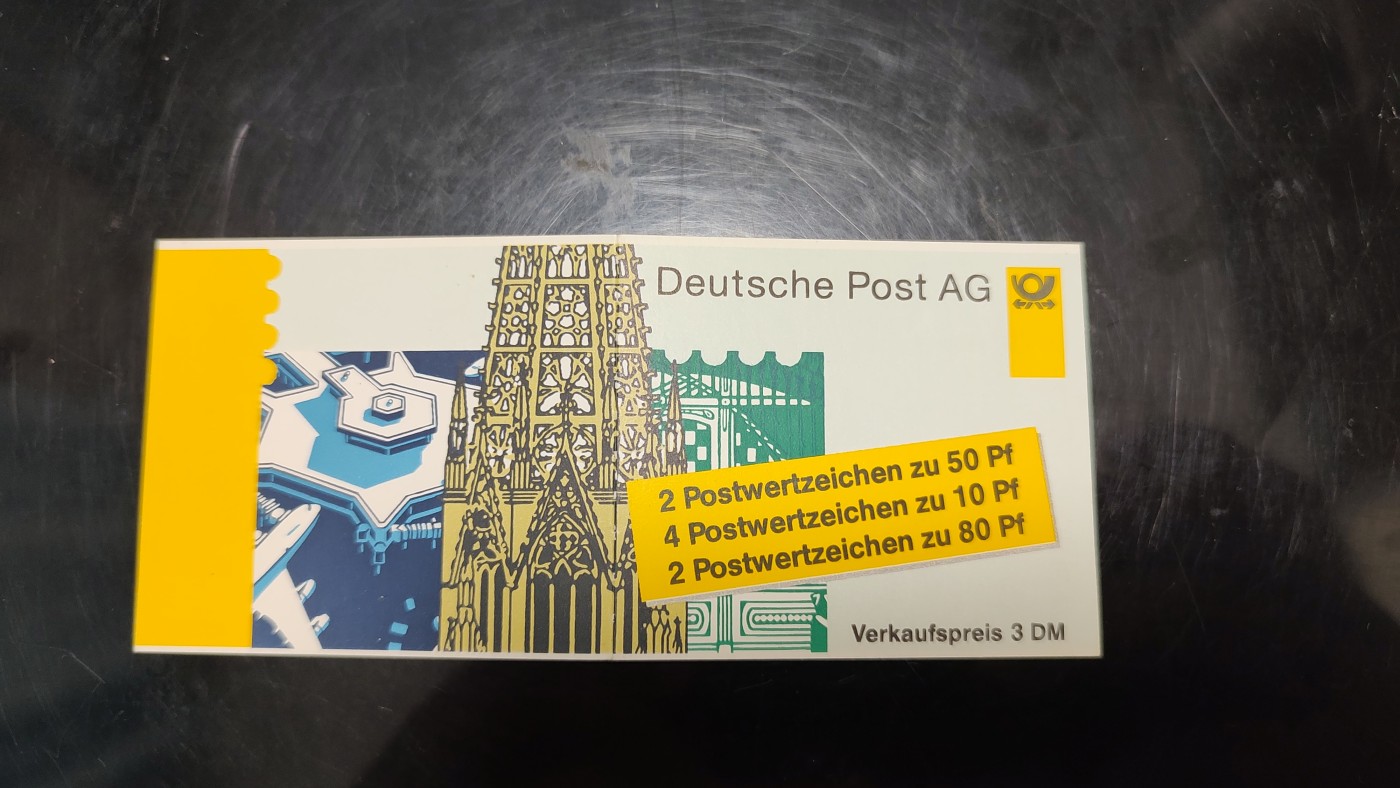 Deutsche Post AG
2 Postwertzeichen zu 50 Pf
4 Postwertzeichen zu 10 Pf
2 Postwertzeichen zu 80 Pf
7
Verkaufspreis 3 DM